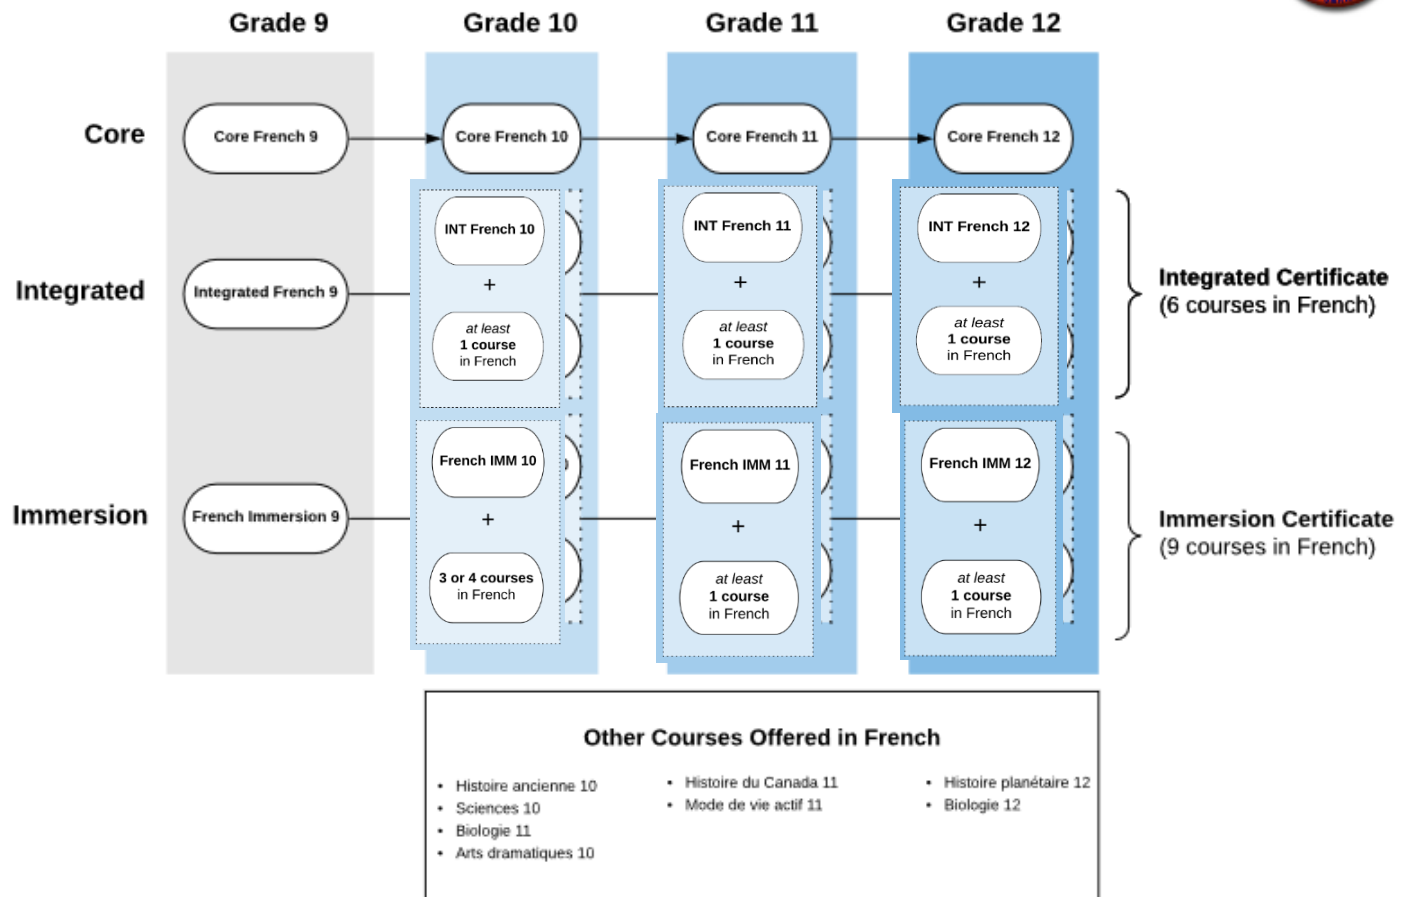 Grade 9
Grade 10
Grade 11
Grade 12
Core
Core French 9
Core French 10
Core French 11
Core French 12
Integrated
Integrated French 9
INT French 10
+
at least
1 course
in French
INT French 11
+
at least
1 course
in French
INT French 12
+
at least
1 course
in French
Integrated Certificate
(6 courses in French)
Immersion
French Immersion 9
French IMM 10
+
3 or 4 courses
in French
French IMM 11
+
at least
1 course
in French
French IMM 12
+
at least
1 course
in French
Immersion Certificate
(9 courses in French)
Other Courses Offered in French
• Histoire ancienne 10
• Sciences 10
• Biologie 11
• Arts dramatiques 10
• Histoire du Canada 11
• Mode de vie actif 11
• Histoire planétaire 12
• Biologie 12